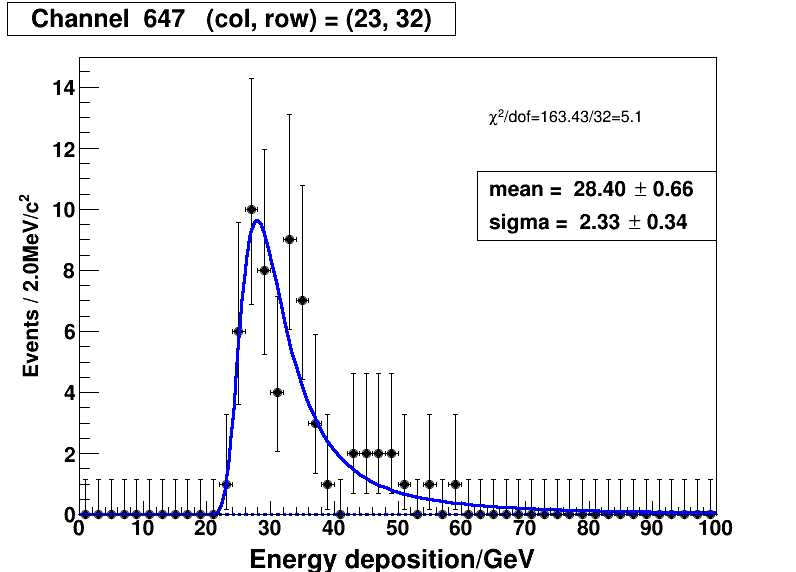 Channel 647 (col, row) = (23, 32)
χ²/dof=163.43/32=5.1
mean = 28.40 ± 0.66
sigma = 2.33 ± 0.34
Events / 2.0MeV/c²
14
12
10
8
6
4
2
0
0 10 20 30 40 50 60 70 80 90 100
Energy deposition/GeV